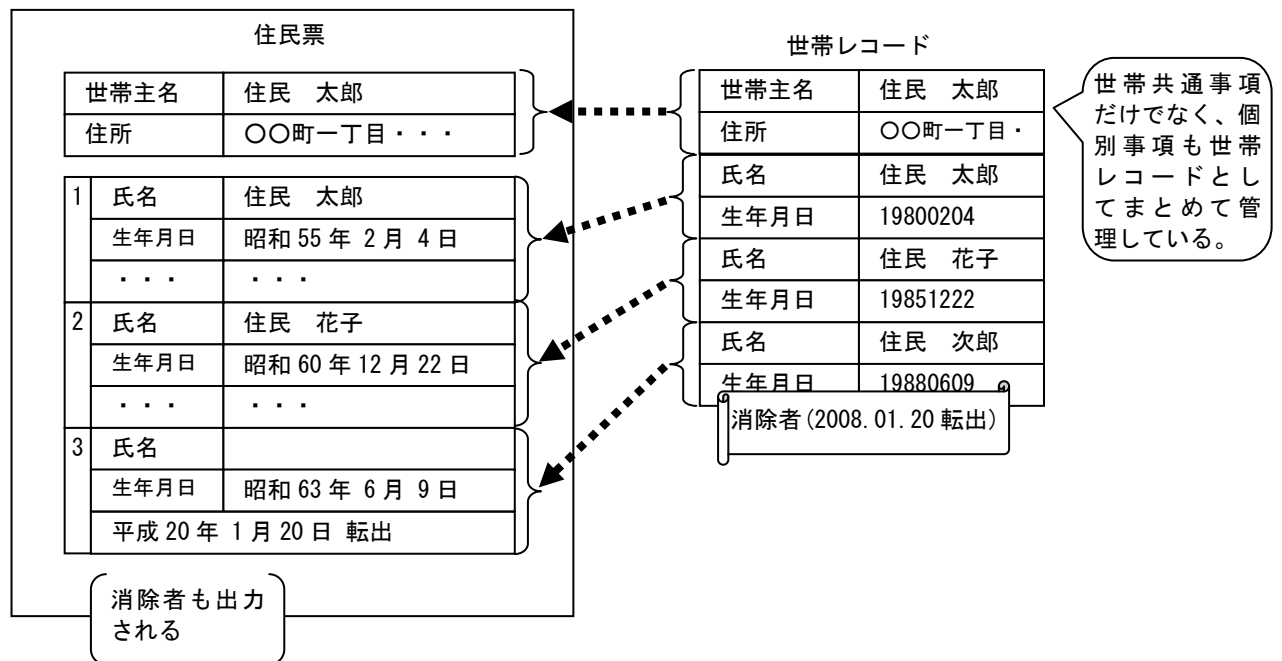 住民票
世帯主名 住民 太郎
住所 〇〇町一丁目・・・
1 氏名 住民 太郎
生年月日 昭和 55 年 2 月 4 日
・・・ ・・・
2 氏名 住民 花子
生年月日 昭和 60 年 12 月 22 日
・・・ ・・・
3 氏名
生年月日 昭和 63 年 6 月 9 日
平成 20 年 1 月 20 日 転出
消除者も出力
される
世帯レコード
世帯主名 住民 太郎
住所 〇〇町一丁目・
氏名 住民 太郎
生年月日 19800204
氏名 住民 花子
生年月日 19851222
氏名 住民 次郎
生年月日 19880609
消除者(2008.01.20 転出)
世帯共通事項
だけでなく、個
別事項も世帯
レコードとし
てまとめて管
理している。